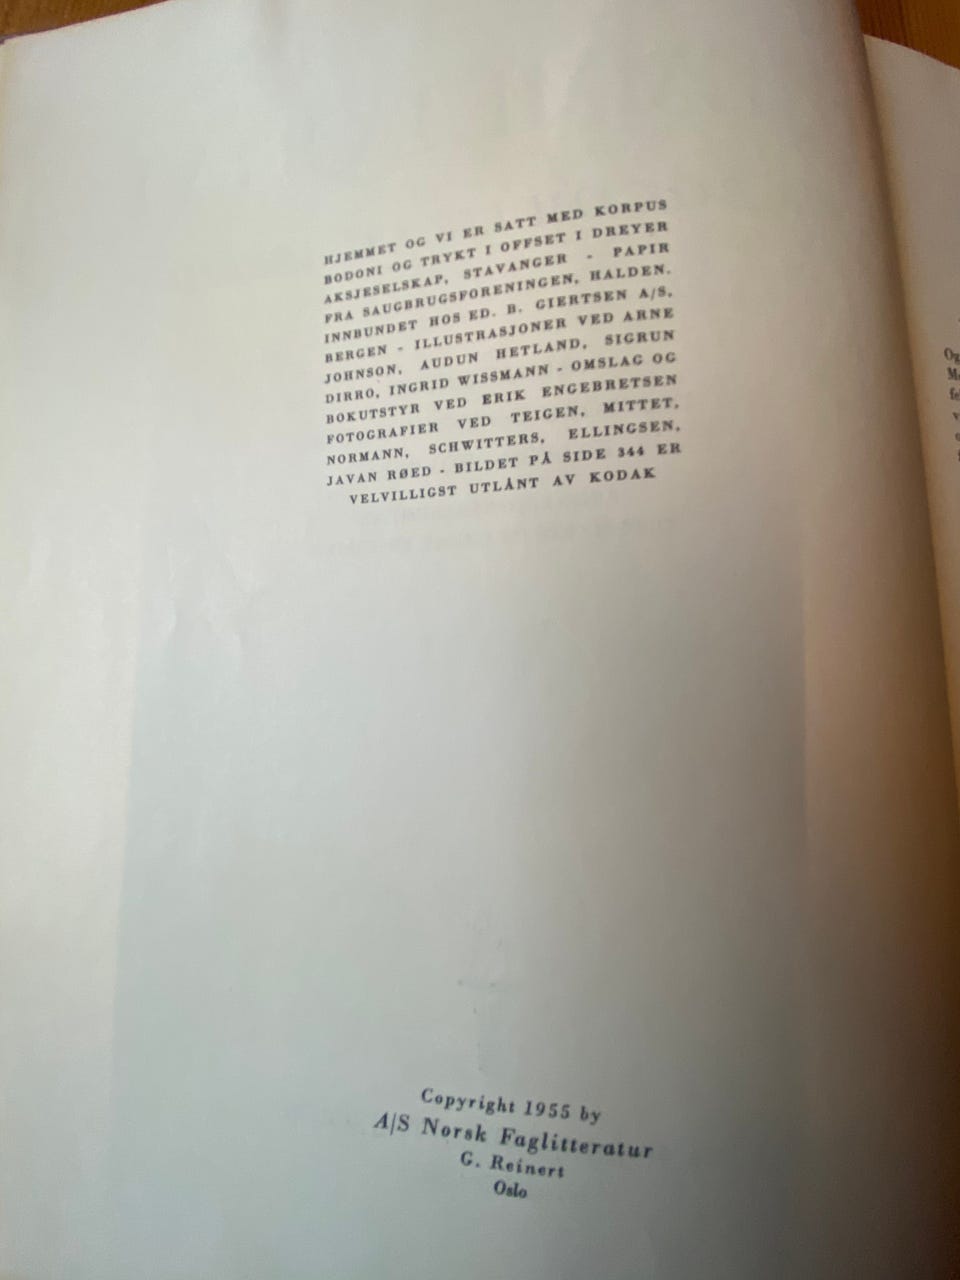 HJEMMET OG VI ER SATT MED KORPUS
BODONI OG TRYKT I OFFSET I DREYER
AKSJESELSKAP, STAVANGER - PAPIR
FRA SAUGBRUGSFORENINGEN, HALDEN.
INNBUNDET HOS ED. B. GIERTSEN A/S,
BERGEN - ILLUSTRASJONER VED ARNE
JOHNSON, AUDUN HETLAND, SIGRUN
DIRRO, INGRID WISSMANN - OMSLAG OG
BOKUTSTYR VED ERIK ENGEBRETSEN
FOTOGRAFIER VED TEIGEN, MITTET,
NORMANN, SCHWITTERS, ELLINGSEN,
JAVAN RØED - BILDET PÅ SIDE 344 ER
VELVILLIGST UTLÅNT AV KODAK
Copyright 1955 by
A/S Norsk Faglitteratur
G. Reinert
Oslo